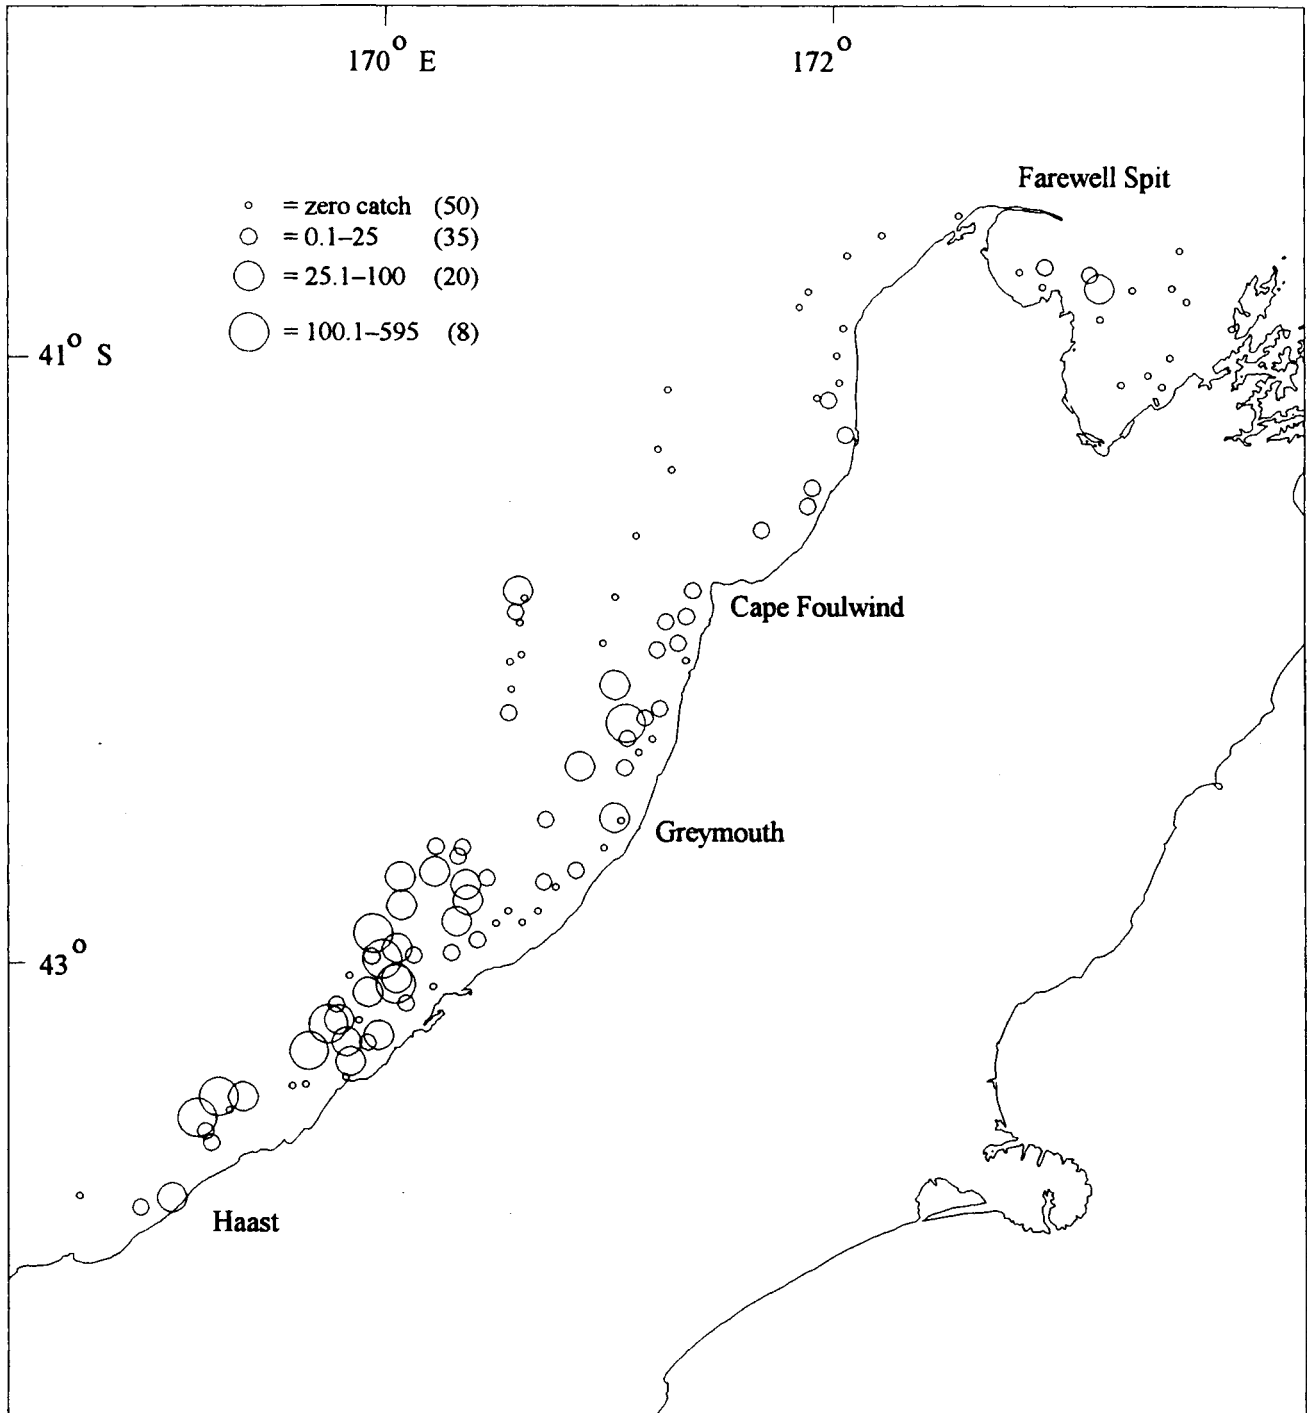 170° E
172°
Farewell Spit
= zero catch (50)
= 0.1–25 (35)
= 25.1–100 (20)
= 100.1–595 (8)
41° S
Cape Foulwind
Greymouth
43°
Haast